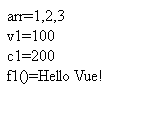 arr=1,2,3
v1=100
c1=200
f1()=Hello Vue!